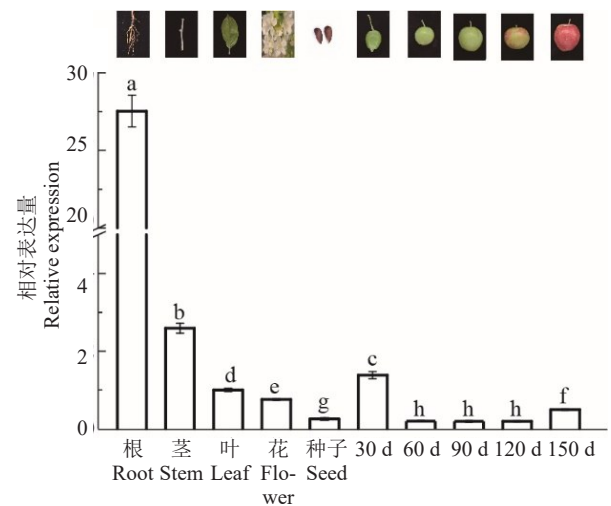 30
25
20
4
2
0
相对表达量
Relative expression
a
b
d
e
g
c
h
h
h
f
根 茎 叶 花 种子 30 d 60 d 90 d 120 d 150 d
Root Stem Leaf Flo- Seed
wer